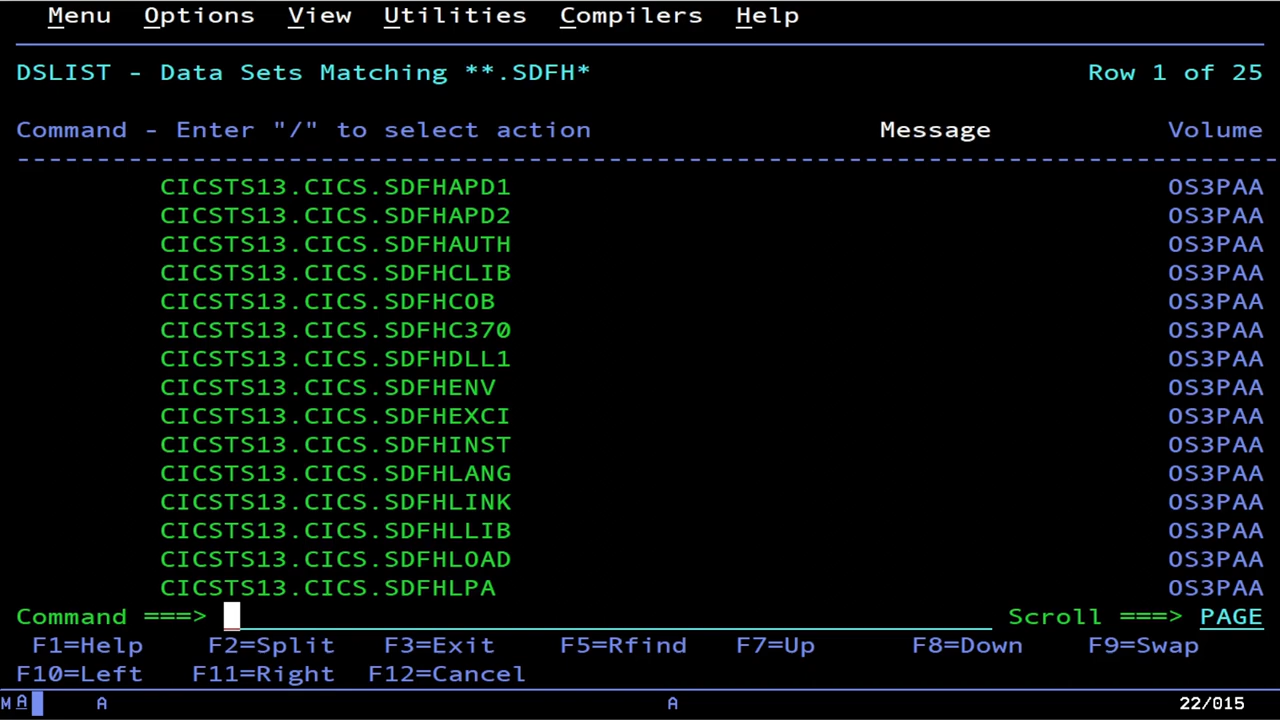 Menu Options View Utilities Compilers Help
DSLIST - Data Sets Matching **.SDFH* Row 1 of 25
Command - Enter "/" to select action Message Volume
-------------------------------------------------------------------------------
CICSTS13.CICS.SDFHAPD1 OS3PAA
CICSTS13.CICS.SDFHAPD2 OS3PAA
CICSTS13.CICS.SDFHAUTH OS3PAA
CICSTS13.CICS.SDFHCLIB OS3PAA
CICSTS13.CICS.SDFHCOB OS3PAA
CICSTS13.CICS.SDFHC370 OS3PAA
CICSTS13.CICS.SDFHDLL1 OS3PAA
CICSTS13.CICS.SDFHENV OS3PAA
CICSTS13.CICS.SDFHEXCI OS3PAA
CICSTS13.CICS.SDFHINST OS3PAA
CICSTS13.CICS.SDFHLANG OS3PAA
CICSTS13.CICS.SDFHLINK OS3PAA
CICSTS13.CICS.SDFHLLIB OS3PAA
CICSTS13.CICS.SDFHLOAD OS3PAA
CICSTS13.CICS.SDFHLPA OS3PAA
Command ===> Scroll ===> PAGE
F1=Help F2=Split F3=Exit F5=Rfind F7=Up F8=Down F9=Swap
F10=Left F11=Right F12=Cancel
MA A A 22/015